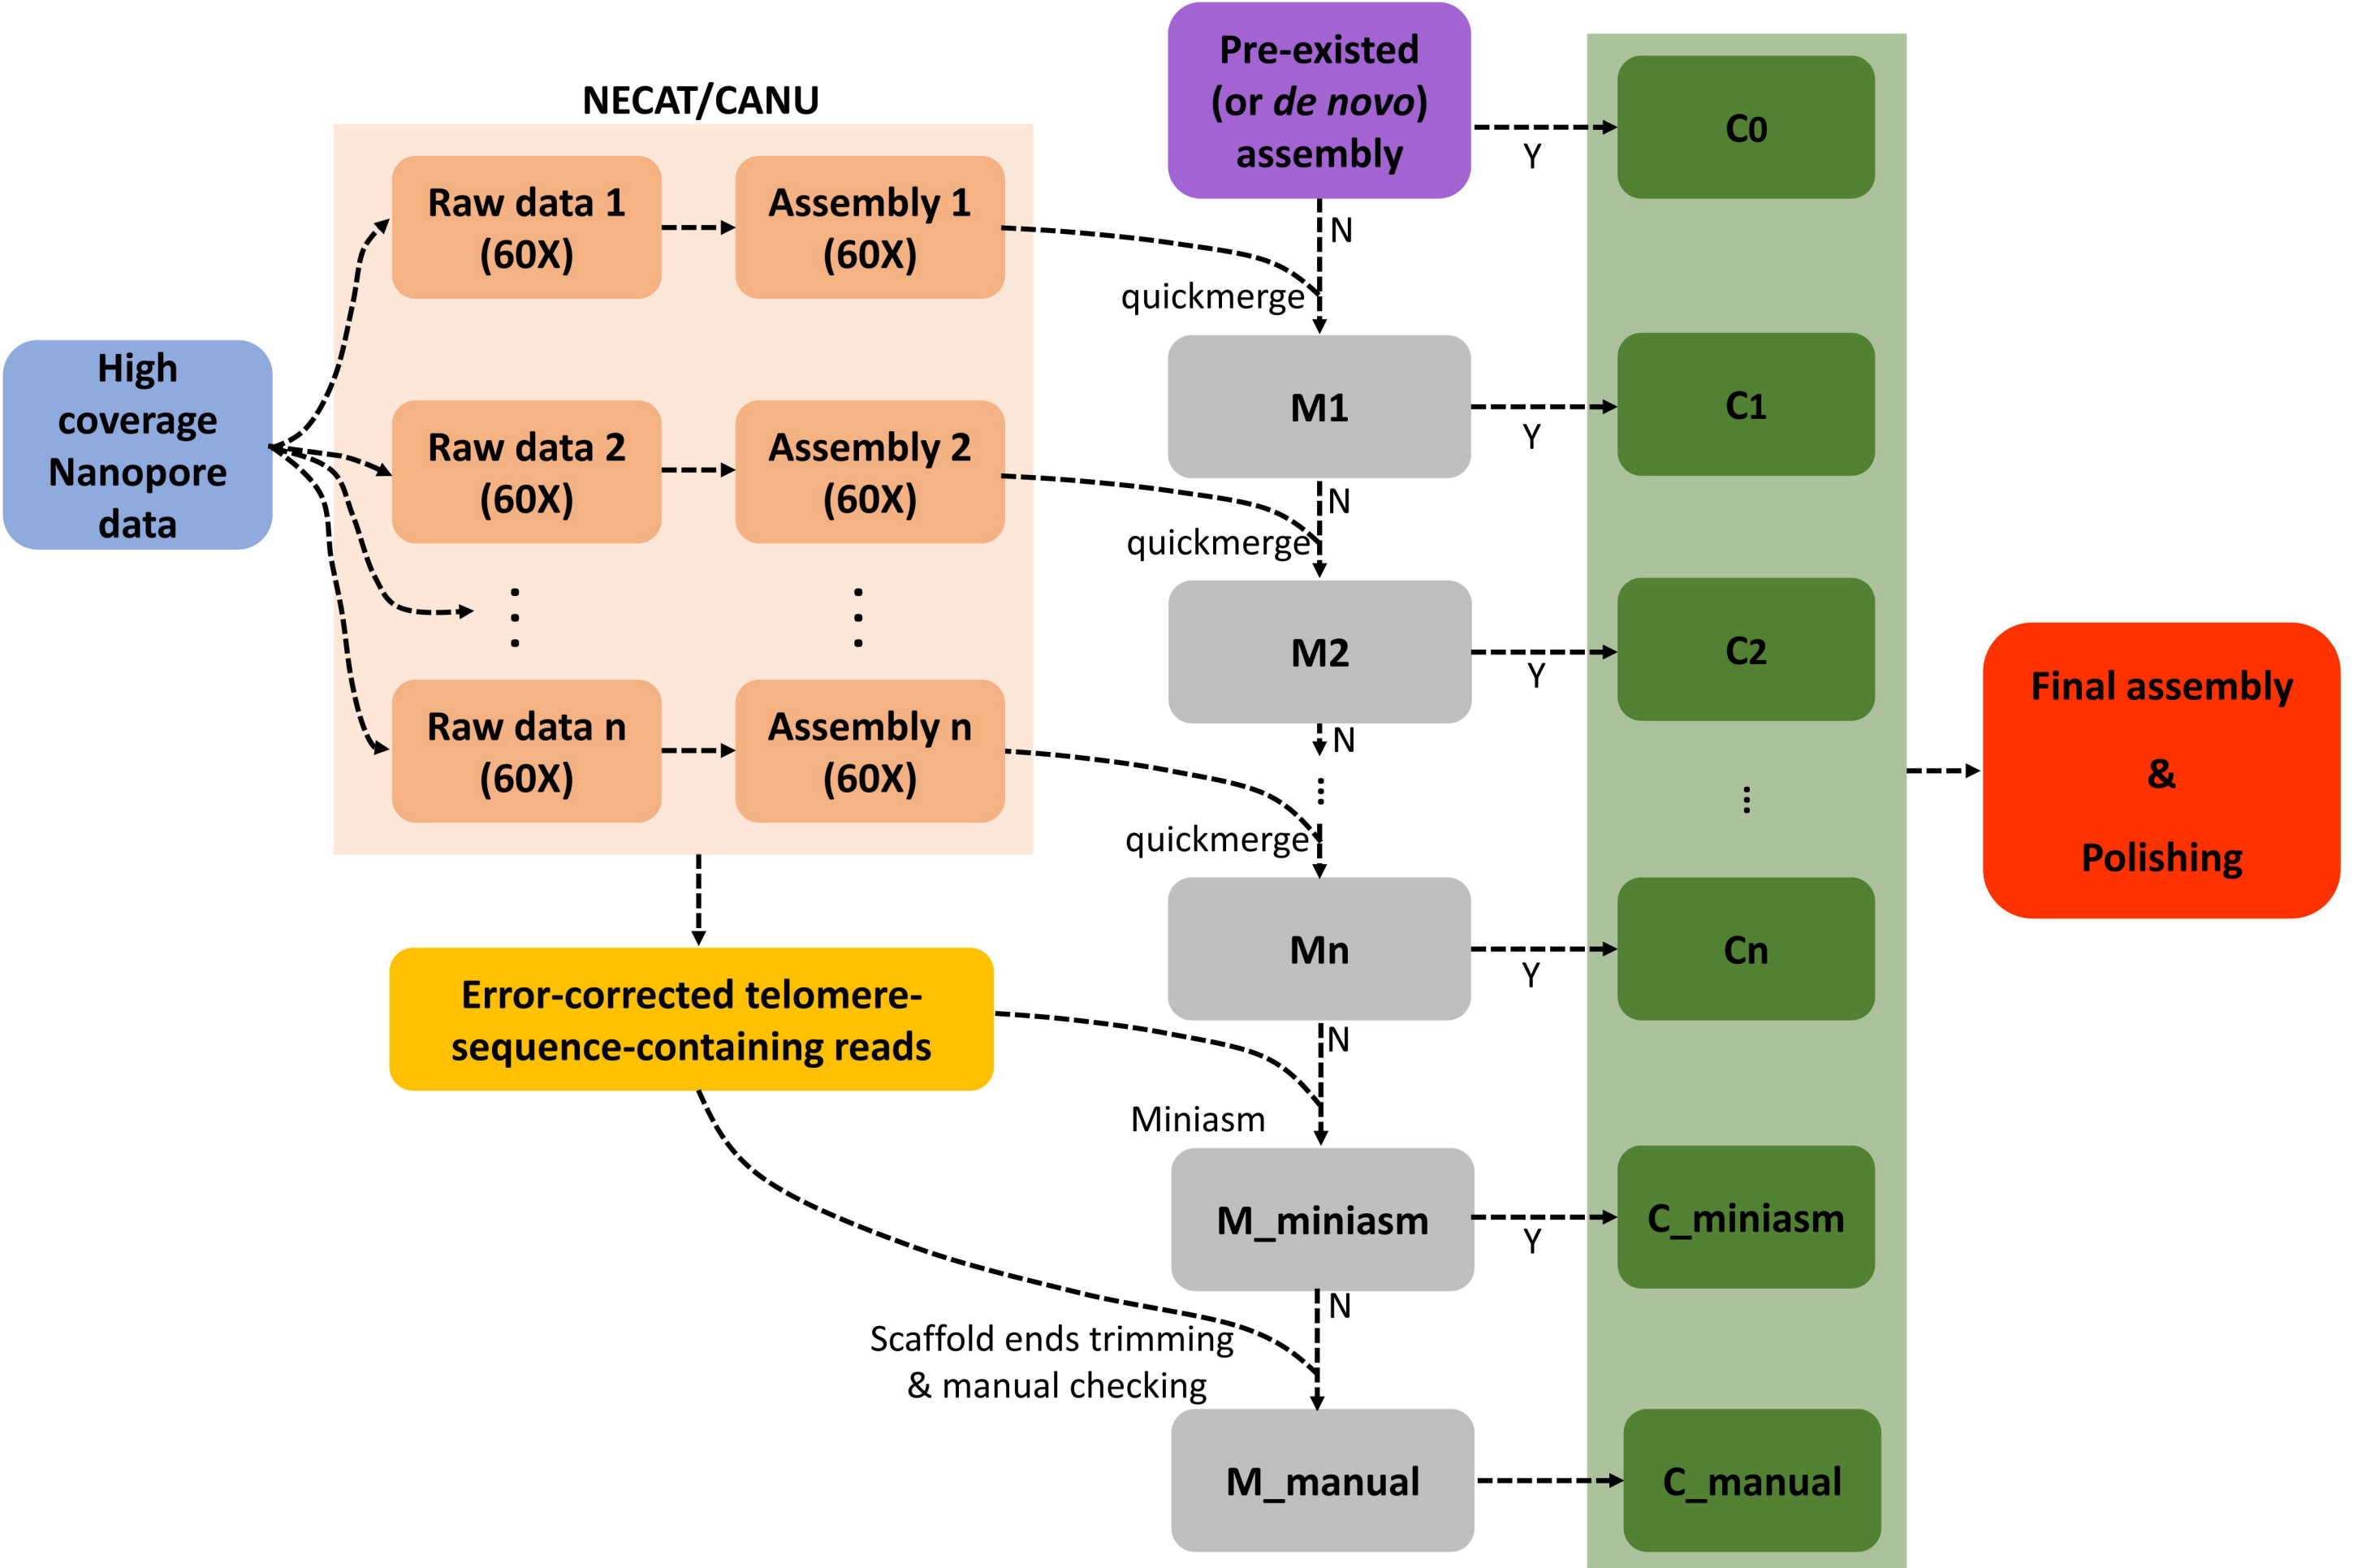 NECAT/CANU
High
coverage
Nanopore
data
Raw data 1
(60X)
Assembly 1
(60X)
Raw data 2
(60X)
Assembly 2
(60X)
⋮
⋮
Raw data n
(60X)
Assembly n
(60X)
Error-corrected telomere-
sequence-containing reads
Pre-existed
(or de novo)
assembly
Y
C0
N
quickmerge
M1
Y
C1
N
quickmerge
M2
Y
C2
N
⋮
⋮
quickmerge
Mn
Y
Cn
N
Miniasm
M_miniasm
Y
C_miniasm
N
Scaffold ends trimming
& manual checking
M_manual
C_manual
Final assembly
&
Polishing